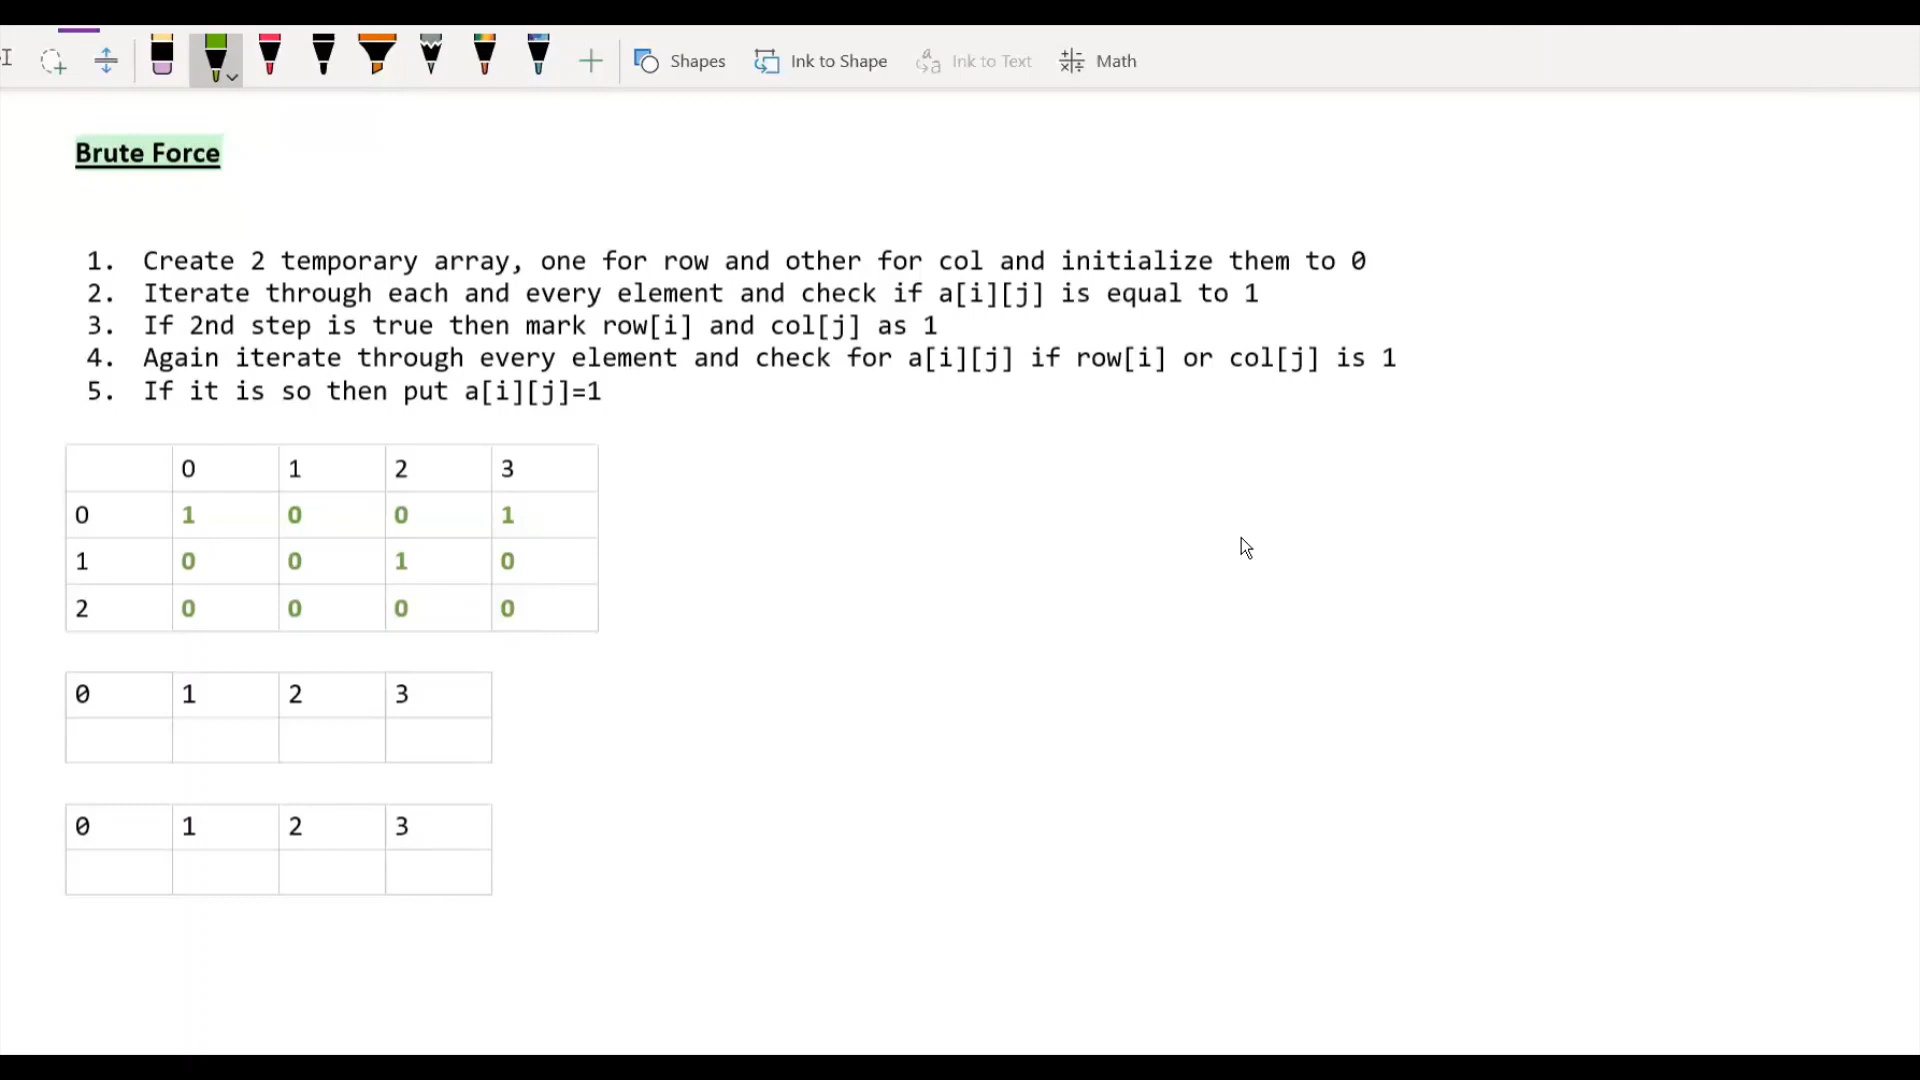 Shapes Ink to Shape Ink to Text Math
Brute Force
1. Create 2 temporary array, one for row and other for col and initialize them to 0
2. Iterate through each and every element and check if a[i][j] is equal to 1
3. If 2nd step is true then mark row[i] and col[j] as 1
4. Again iterate through every element and check for a[i][j] if row[i] or col[j] is 1
5. If it is so then put a[i][j]=1
0 1 2 3
0 1 0 0 1
1 0 0 1 0
2 0 0 0 0
0 1 2 3
0 1 2 3